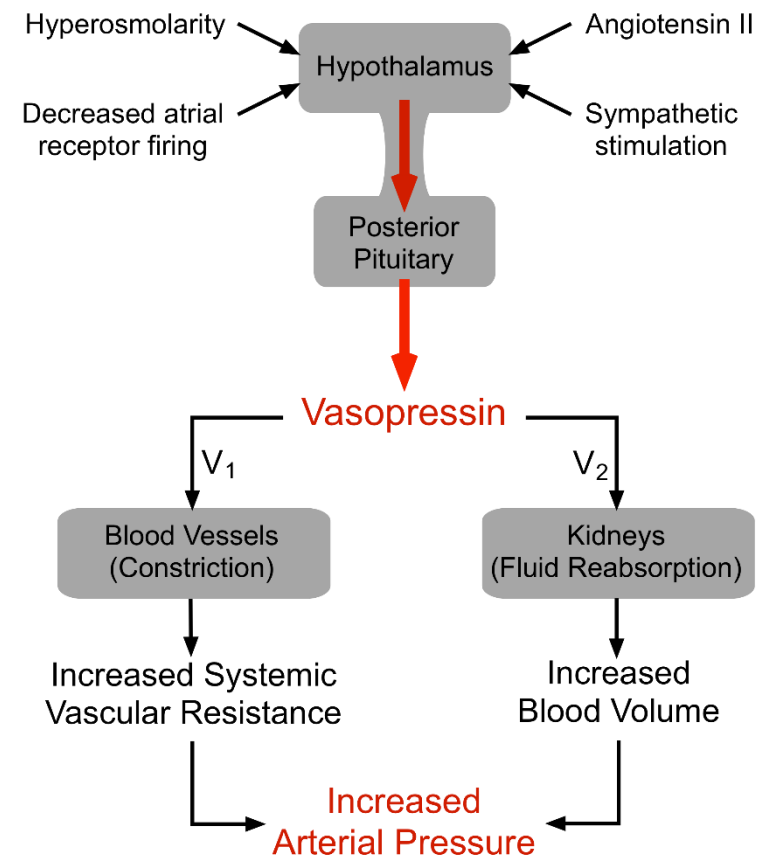 Hyperosmolarity
Angiotensin II
Hypothalamus
Decreased atrial
receptor firing
Sympathetic
stimulation
Posterior
Pituitary
Vasopressin
V₁
V₂
Blood Vessels
(Constriction)
Kidneys
(Fluid Reabsorption)
Increased Systemic
Vascular Resistance
Increased
Blood Volume
Increased
Arterial Pressure